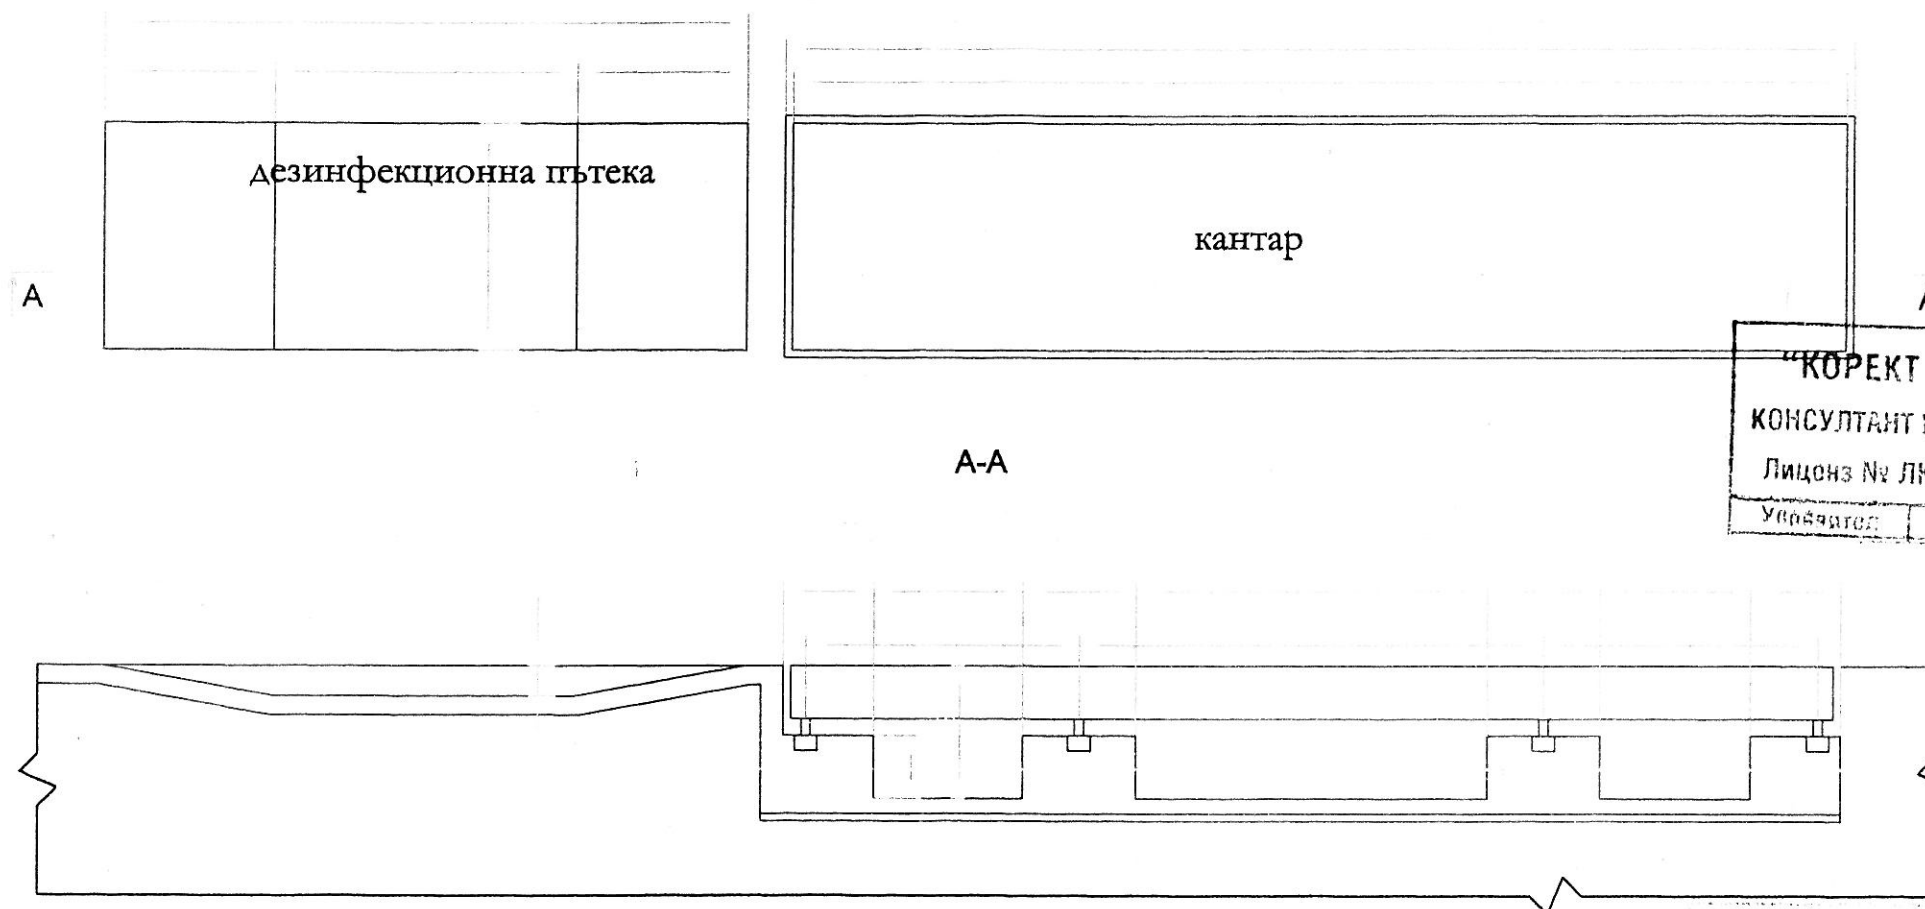 дезинфекционна пътека
кантар
А
"КОРЕКТ
КОНСУЛТАНТ
Лиценз №
А-А